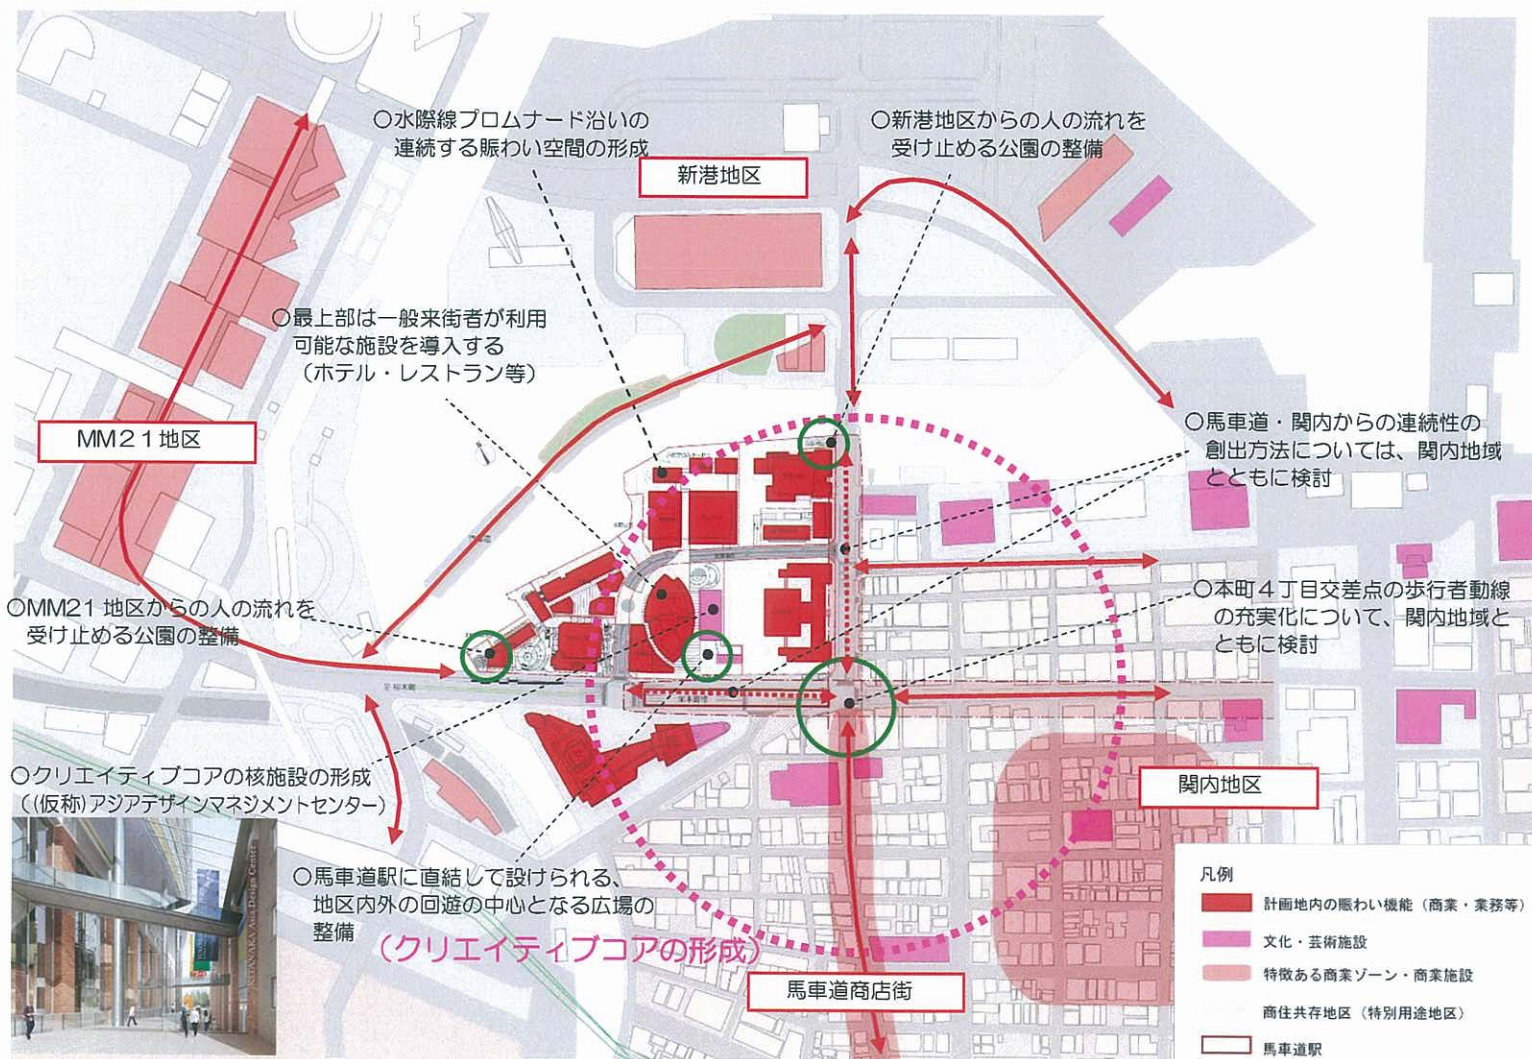 ○水際線プロムナード沿いの
連続する賑わい空間の形成
○新港地区からの人の流れを
受け止める公園の整備
新港地区
○最上部は一般来街者が利用
可能な施設を導入する
（ホテル・レストラン等）
MM21地区
○馬車道・関内からの連続性の
創出方法については、関内地域
とともに検討
○MM21地区からの人の流れを
受け止める公園の整備
○本町４丁目交差点の歩行者動線
の充実化について、関内地域と
ともに検討
○クリエイティブコアの核施設の形成
（(仮称)アジアデザインマネジメントセンター）
関内地区
○馬車道駅に直結して設けられる、
地区内外の回遊の中心となる広場の
整備
（クリエイティブコアの形成）
馬車道商店街
凡例
計画地内の賑わい機能（商業・業務等）
文化・芸術施設
特徴ある商業ゾーン・商業施設
商住共存地区（特別用途地区）
馬車道駅